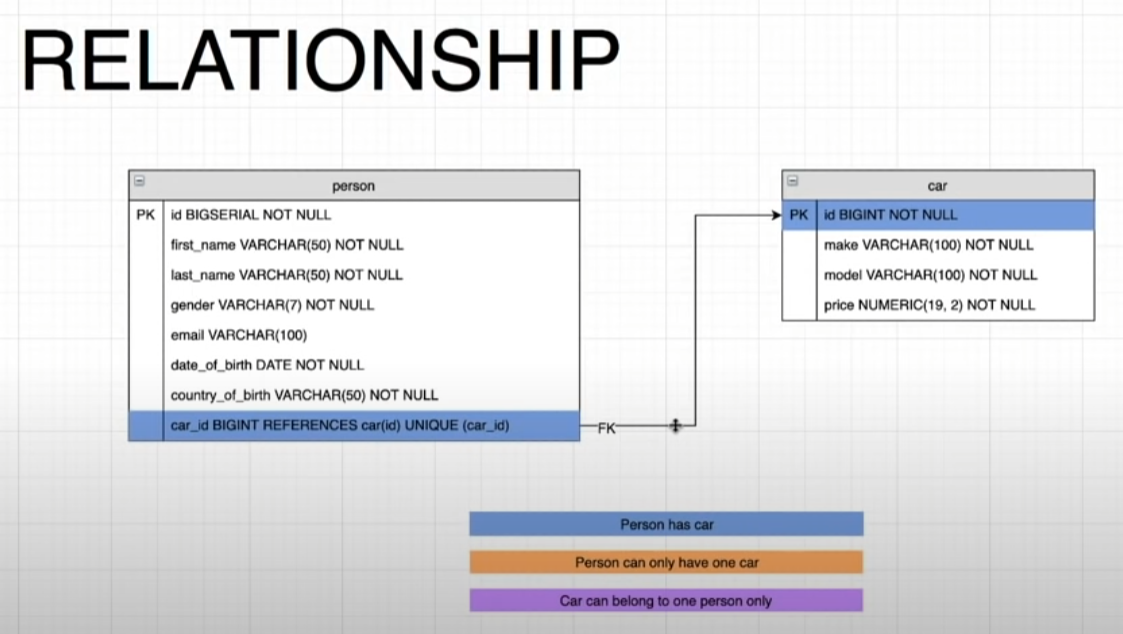 RELATIONSHIP
person
PK id BIGSERIAL NOT NULL
first_name VARCHAR(50) NOT NULL
last_name VARCHAR(50) NOT NULL
gender VARCHAR(7) NOT NULL
email VARCHAR(100)
date_of_birth DATE NOT NULL
country_of_birth VARCHAR(50) NOT NULL
car_id BIGINT REFERENCES car(id) UNIQUE (car_id)
FK
car
PK id BIGINT NOT NULL
make VARCHAR(100) NOT NULL
model VARCHAR(100) NOT NULL
price NUMERIC(19, 2) NOT NULL
Person has car
Person can only have one car
Car can belong to one person only